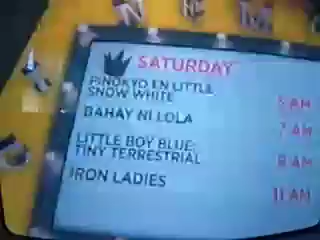 SATURDAY
PINOKYO EN LITTLE
SNOW WHITE
5 AM
BAHAY NI LOLA
7 AM
LITTLE BOY BLUE:
TINY TERRESTRIAL
9 AM
IRON LADIES
11 AM